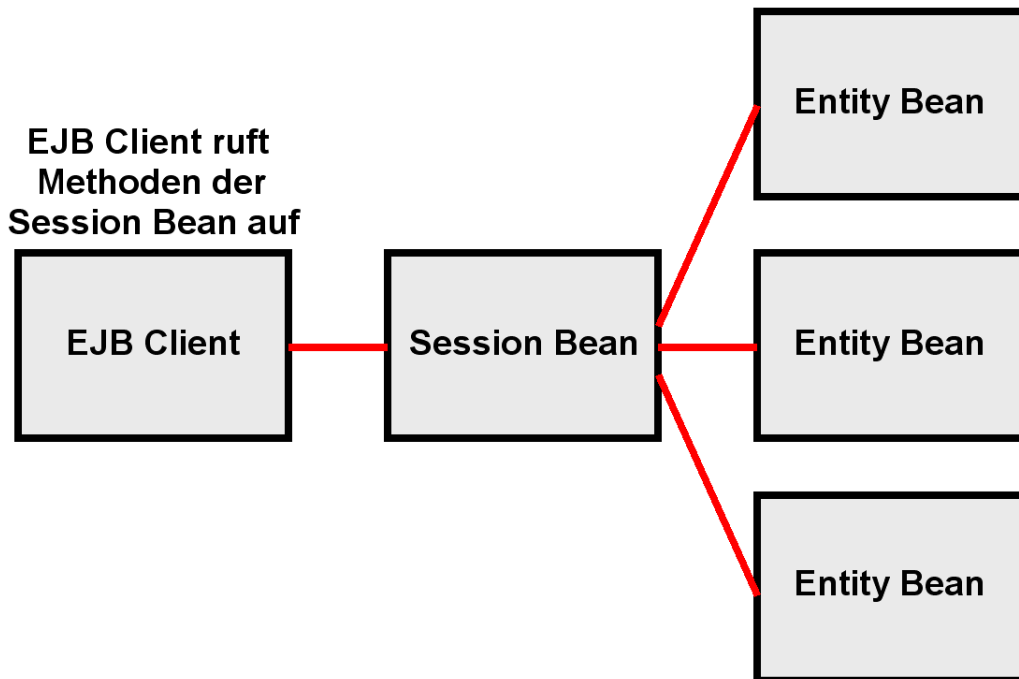 EJB Client ruft
Methoden der
Session Bean auf
EJB Client
Session Bean
Entity Bean
Entity Bean
Entity Bean